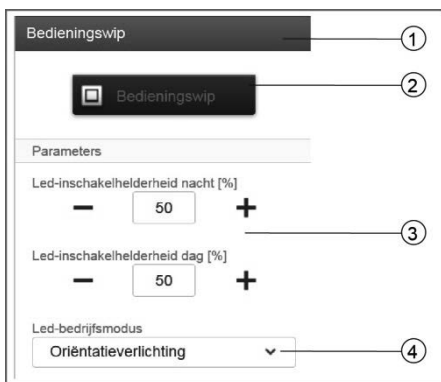 Bedieningswip
1
Bedieningswip
2
Parameters
Led-inschakelhelderheid nacht [%]
− 50 +
3
Led-inschakelhelderheid dag [%]
− 50 +
Led-bedrijfsmodus
Oriëntatieverlichting
4